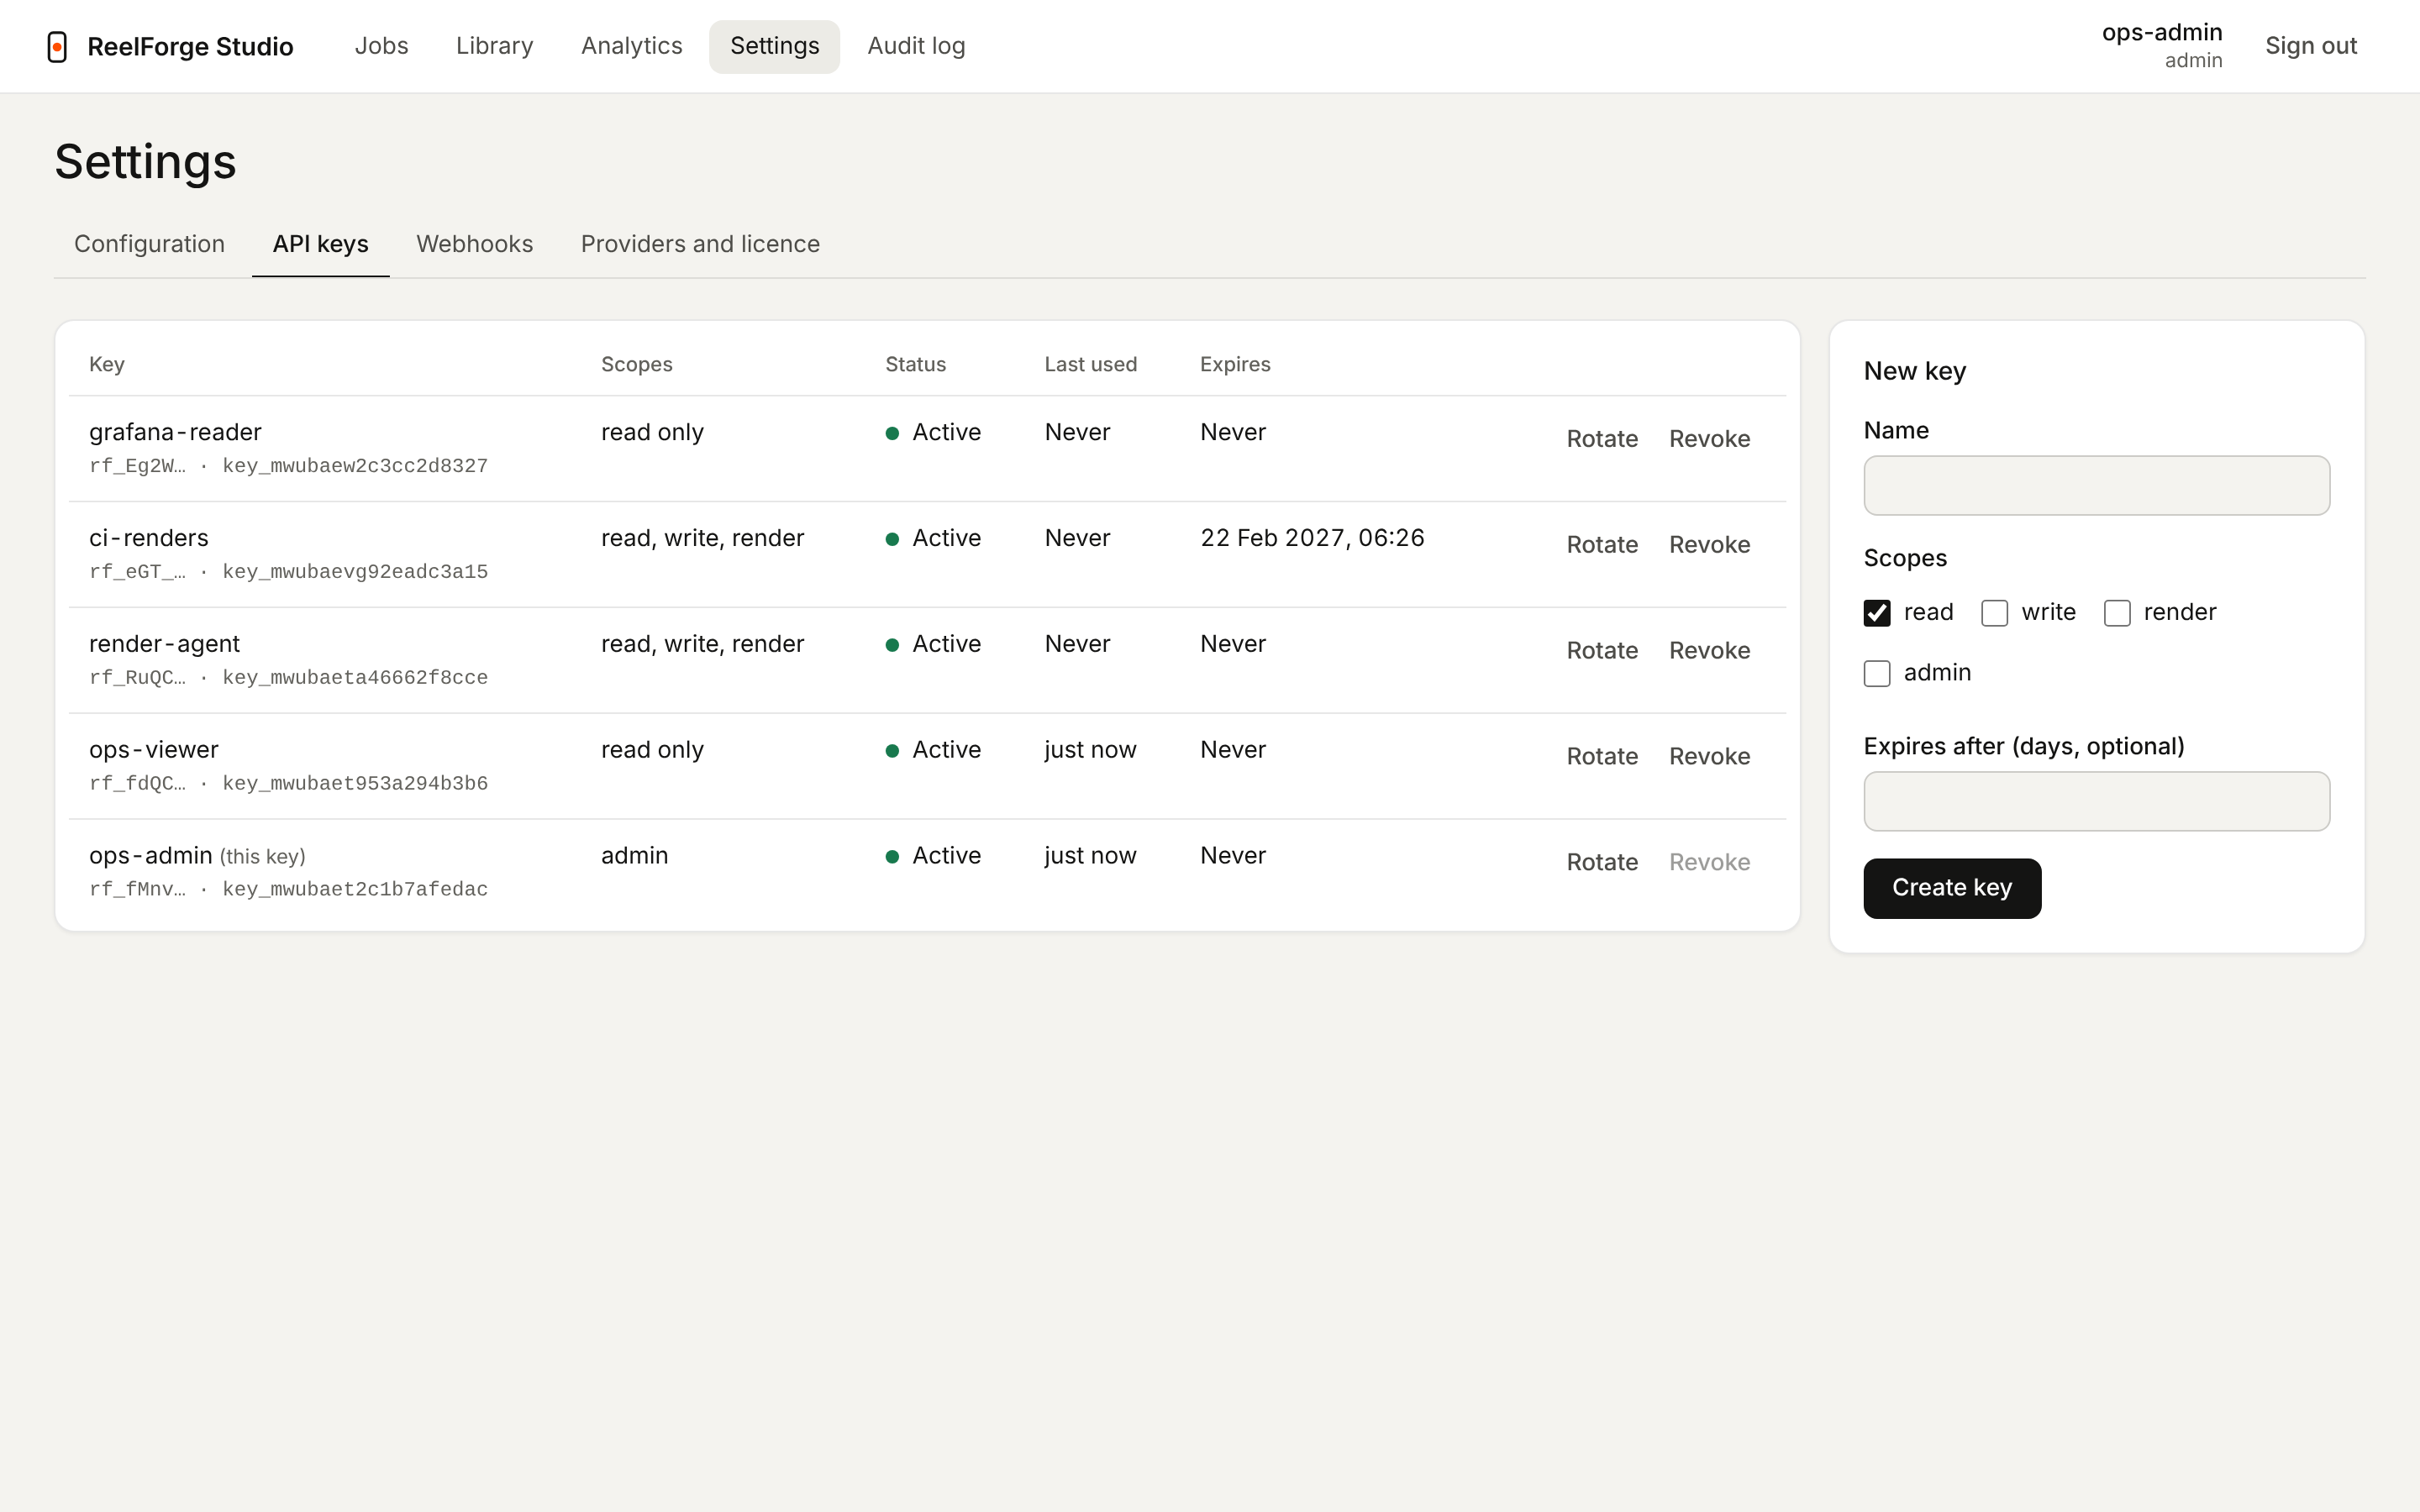 ReelForge Studio
Jobs
Library
Analytics
Settings
Audit log
ops-admin
admin
Sign out
Settings
Configuration
API keys
Webhooks
Providers and licence
Key Scopes Status Last used Expires
grafana-reader read only Active Never Never Rotate Revoke
rf_Eg2W… · key_mwubaew2c3cc2d8327
ci-renders read, write, render Active Never 22 Feb 2027, 06:26 Rotate Revoke
rf_eGT_… · key_mwubaevg92eadc3a15
render-agent read, write, render Active Never Never Rotate Revoke
rf_RuQC… · key_mwubaeta46662f8cce
ops-viewer read only Active just now Never Rotate Revoke
rf_fdQC… · key_mwubaet953a294b3b6
ops-admin (this key) admin Active just now Never Rotate Revoke
rf_fMnv… · key_mwubaet2c1b7afedac
New key
Name
Scopes
read write render
admin
Expires after (days, optional)
Create key